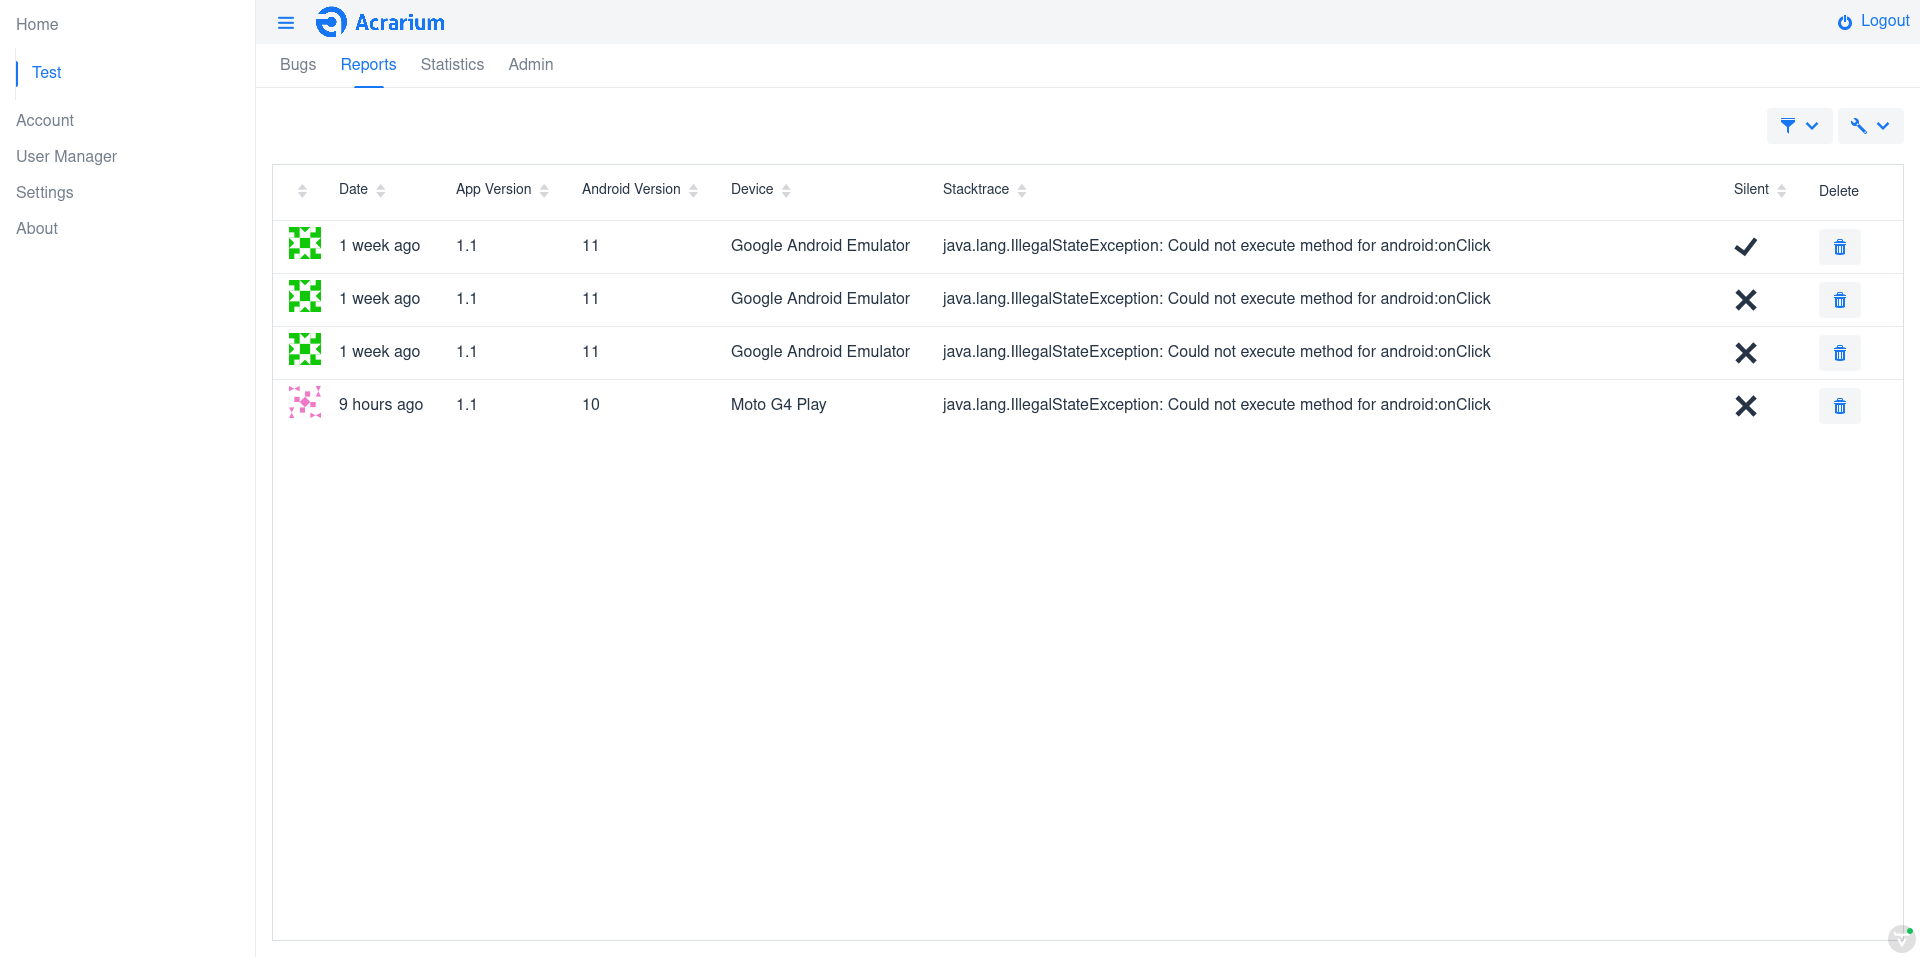 Home
Test
Account
User Manager
Settings
About
Acrarium
Logout
Bugs Reports Statistics Admin
Date App Version Android Version Device Stacktrace Silent Delete
1 week ago 1.1 11 Google Android Emulator java.lang.IllegalStateException: Could not execute method for android:onClick
1 week ago 1.1 11 Google Android Emulator java.lang.IllegalStateException: Could not execute method for android:onClick
1 week ago 1.1 11 Google Android Emulator java.lang.IllegalStateException: Could not execute method for android:onClick
9 hours ago 1.1 10 Moto G4 Play java.lang.IllegalStateException: Could not execute method for android:onClick